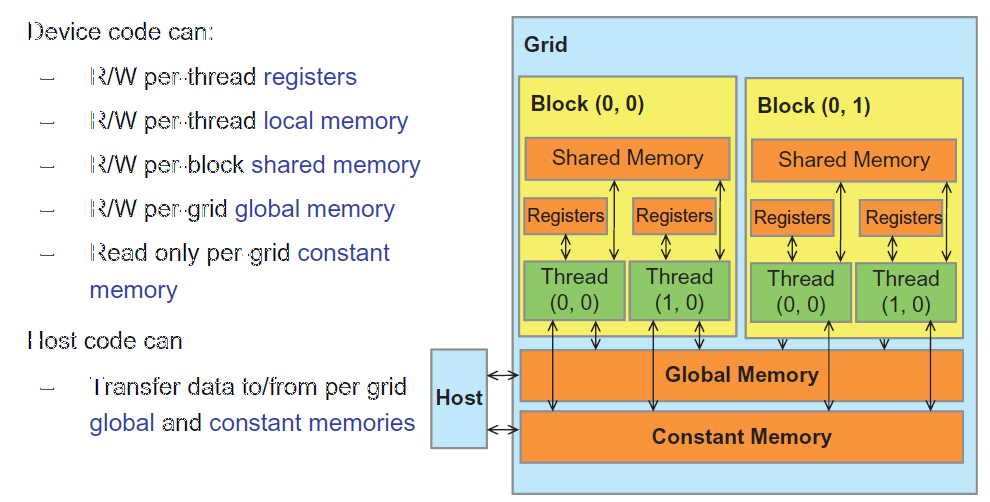 Device code can:
– R/W per-thread registers
– R/W per-thread local memory
– R/W per-block shared memory
– R/W per-grid global memory
– Read only per-grid constant
memory
Host code can
– Transfer data to/from per grid
global and constant memories
Grid
Block (0, 0)
Shared Memory
Registers
Registers
Thread
(0, 0)
Thread
(1, 0)
Block (0, 1)
Shared Memory
Registers
Registers
Thread
(0, 0)
Thread
(1, 0)
Host
Global Memory
Constant Memory